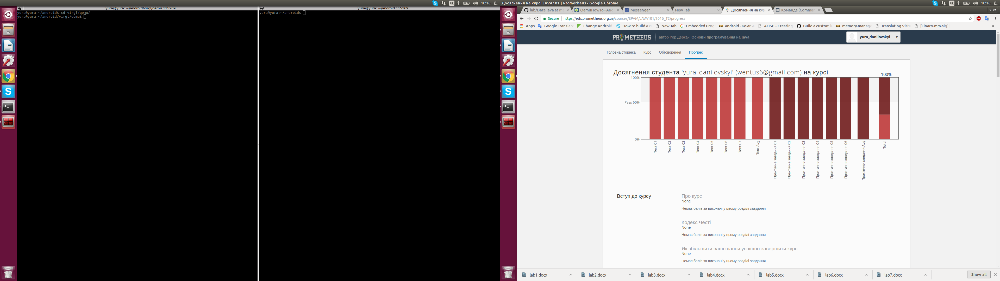 Uk
10:16
Досягнення на курсі JAVA101 | Prometheus - Google Chrome
Uk
10:16
yura@yura: ~/android/virgl/qemu 115x69
yura@yura:~/android$ cd virgl/qemu/
yura@yura:~/android/virgl/qemu$
yura@yura: ~/android 115x69
yura@yura:~/android$
lab/Date.java at me
QemuHowTo - And
Messenger
New Tab
Досягнення на кур
Команда (Comman
Yura
Secure
https://edx.prometheus.org.ua/courses/EPAM/JAVA101/2016_T2/progress
ABP
Apps
Google Translate
Change Android
How to build a c
New Tab
Embedded Prog
android - Компи
AOSP – Creating
Build a custom k
memory-manage
Translating Virtu
[Linaro-mm-sig]
»
PROMETHEUS
автор Ігор Деркач: Основи програмування на Java
yura_danilovskyi
Головна сторінка
Курс
Обговорення
Прогрес
Досягнення студента 'yura_danilovskyi' (wentus6@gmail.com) на курсі
100%
100%
Pass 60%
0%
Тест 01
Тест 02
Тест 03
Тест 04
Тест 05
Тест 06
Тест 07
Тест Avg
Практичне завдання 01
Практичне завдання 02
Практичне завдання 03
Практичне завдання 04
Практичне завдання 05
Практичне завдання 06
Практичне завдання Avg
Total
Вступ до курсу
Про курс
None
Немає балів за виконані у цьому розділі завдання
Кодекс Честі
None
Немає балів за виконані у цьому розділі завдання
Як збільшити ваші шанси успішно завершити курс
None
Немає балів за виконані у цьому розділі завдання
lab1.docx
lab2.docx
lab3.docx
lab4.docx
lab5.docx
lab6.docx
lab7.docx
Show all